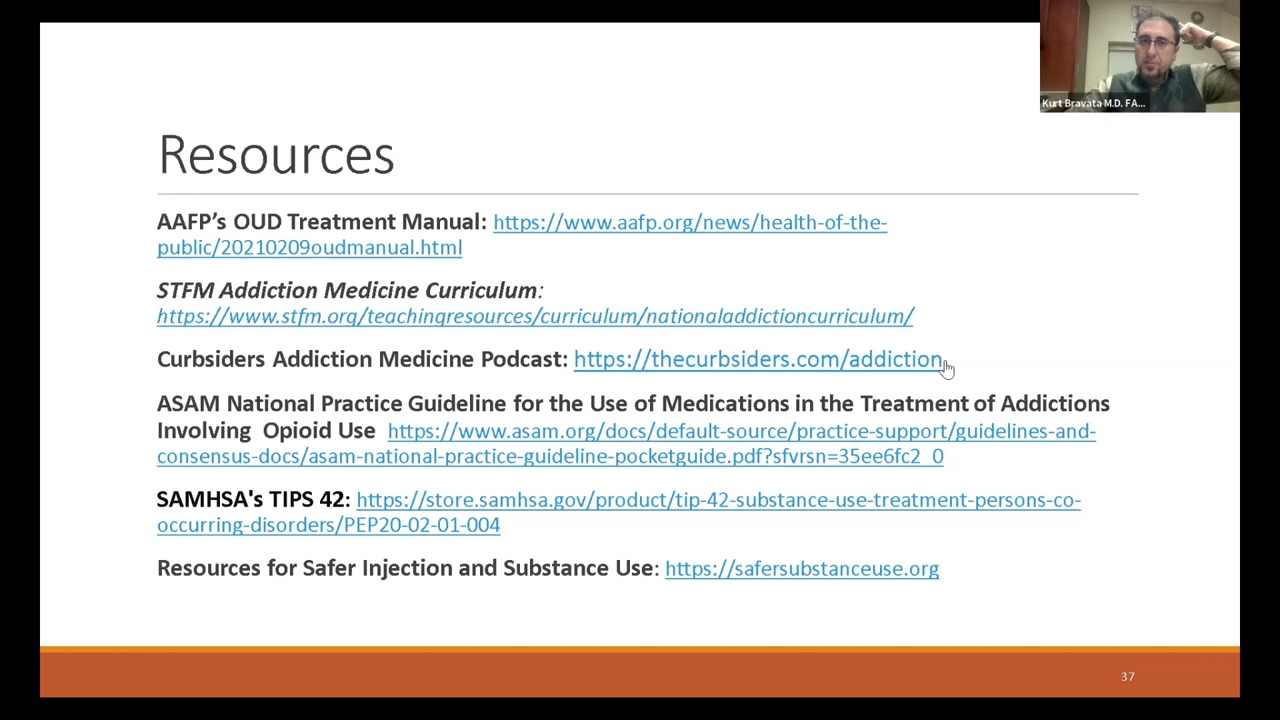 Kurt Bravata M.D. FA...
Resources
AAFP’s OUD Treatment Manual: https://www.aafp.org/news/health-of-the-
public/20210209oudmanual.html
STFM Addiction Medicine Curriculum:
https://www.stfm.org/teachingresources/curriculum/nationaladdictioncurriculum/
Curbsiders Addiction Medicine Podcast: https://thecurbsiders.com/addiction
ASAM National Practice Guideline for the Use of Medications in the Treatment of Addictions
Involving Opioid Use https://www.asam.org/docs/default-source/practice-support/guidelines-and-
consensus-docs/asam-national-practice-guideline-pocketguide.pdf?sfvrsn=35ee6fc2_0
SAMHSA's TIPS 42: https://store.samhsa.gov/product/tip-42-substance-use-treatment-persons-co-
occurring-disorders/PEP20-02-01-004
Resources for Safer Injection and Substance Use: https://safersubstanceuse.org
37